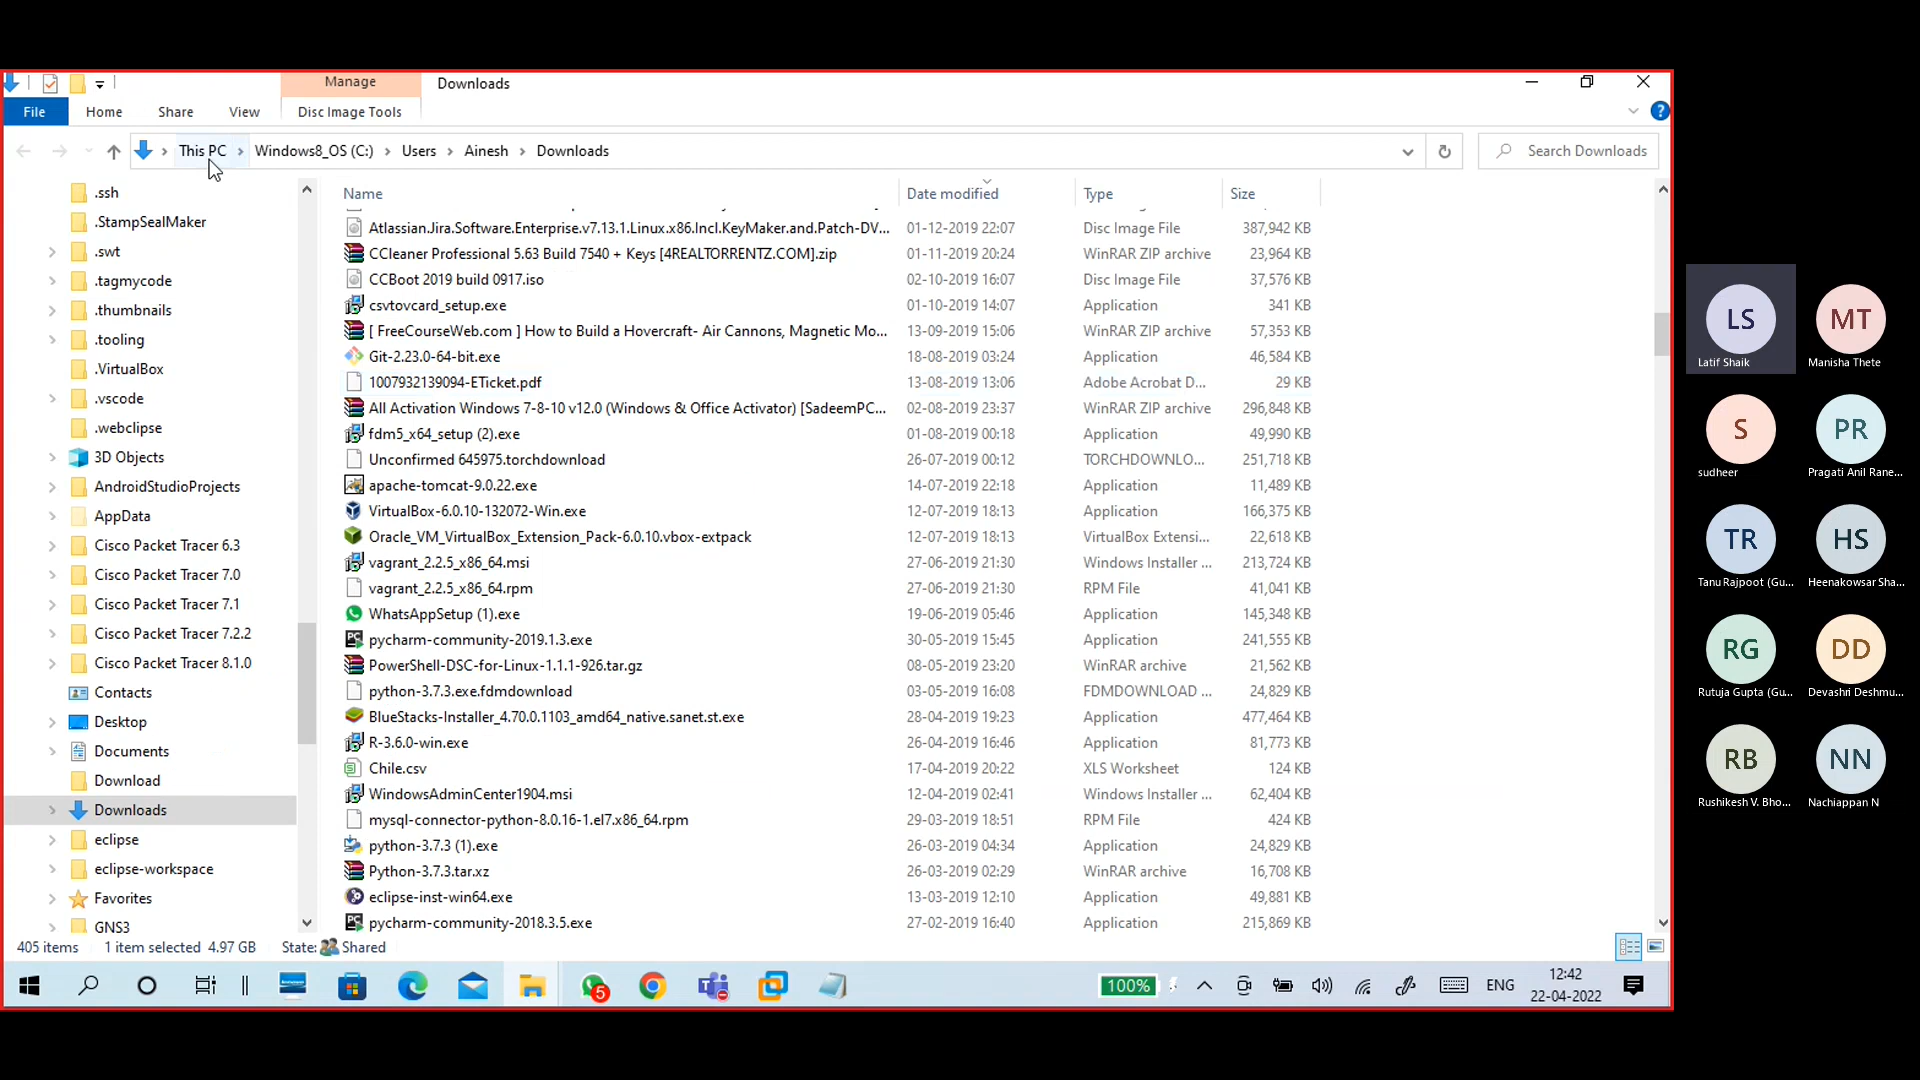 Manage
Downloads
File
Home
Share
View
Disc Image Tools
This PC
Windows8_OS (C:)
Users
Ainesh
Downloads
Search Downloads
.ssh
.StampSealMaker
.swt
.tagmycode
.thumbnails
.tooling
.VirtualBox
.vscode
.webclipse
3D Objects
AndroidStudioProjects
AppData
Cisco Packet Tracer 6.3
Cisco Packet Tracer 7.0
Cisco Packet Tracer 7.1
Cisco Packet Tracer 7.2.2
Cisco Packet Tracer 8.1.0
Contacts
Desktop
Documents
Download
Downloads
eclipse
eclipse-workspace
Favorites
GNS3
Name Date modified Type Size
Atlassian.Jira.Software.Enterprise.v7.13.1.Linux.x86.Incl.KeyMaker.and.Patch-DV... 01-12-2019 22:07 Disc Image File 387,942 KB
CCleaner Professional 5.63 Build 7540 + Keys [4REALTORRENTZ.COM].zip 01-11-2019 20:24 WinRAR ZIP archive 23,964 KB
CCBoot 2019 build 0917.iso 02-10-2019 16:07 Disc Image File 37,576 KB
csvtovcard_setup.exe 01-10-2019 14:07 Application 341 KB
[ FreeCourseWeb.com ] How to Build a Hovercraft- Air Cannons, Magnetic Mo... 13-09-2019 15:06 WinRAR ZIP archive 57,353 KB
Git-2.23.0-64-bit.exe 18-08-2019 03:24 Application 46,584 KB
1007932139094-ETicket.pdf 13-08-2019 13:06 Adobe Acrobat D... 29 KB
All Activation Windows 7-8-10 v12.0 (Windows & Office Activator) [SadeemPC... 02-08-2019 23:37 WinRAR ZIP archive 296,848 KB
fdm5_x64_setup (2).exe 01-08-2019 00:18 Application 49,990 KB
Unconfirmed 645975.torchdownload 26-07-2019 00:12 TORCHDOWNLO... 251,718 KB
apache-tomcat-9.0.22.exe 14-07-2019 22:18 Application 11,489 KB
VirtualBox-6.0.10-132072-Win.exe 12-07-2019 18:13 Application 166,375 KB
Oracle_VM_VirtualBox_Extension_Pack-6.0.10.vbox-extpack 12-07-2019 18:13 VirtualBox Extensi... 22,618 KB
vagrant_2.2.5_x86_64.msi 27-06-2019 21:30 Windows Installer ... 213,724 KB
vagrant_2.2.5_x86_64.rpm 27-06-2019 21:30 RPM File 41,041 KB
WhatsAppSetup (1).exe 19-06-2019 05:46 Application 145,348 KB
pycharm-community-2019.1.3.exe 30-05-2019 15:45 Application 241,555 KB
PowerShell-DSC-for-Linux-1.1.1-926.tar.gz 08-05-2019 23:20 WinRAR archive 21,562 KB
python-3.7.3.exe.fdmdownload 03-05-2019 16:08 FDMDOWNLOAD ... 24,829 KB
BlueStacks-Installer_4.70.0.1103_amd64_native.sanet.st.exe 28-04-2019 19:23 Application 477,464 KB
R-3.6.0-win.exe 26-04-2019 16:46 Application 81,773 KB
Chile.csv 17-04-2019 20:22 XLS Worksheet 124 KB
WindowsAdminCenter1904.msi 12-04-2019 02:41 Windows Installer ... 62,404 KB
mysql-connector-python-8.0.16-1.el7.x86_64.rpm 29-03-2019 18:51 RPM File 424 KB
python-3.7.3 (1).exe 26-03-2019 04:34 Application 24,829 KB
Python-3.7.3.tar.xz 26-03-2019 02:29 WinRAR archive 16,708 KB
eclipse-inst-win64.exe 13-03-2019 12:10 Application 49,881 KB
pycharm-community-2018.3.5.exe 27-02-2019 16:40 Application 215,869 KB
405 items 1 item selected 4.97 GB State: Shared
5
100%
ENG
12:42
22-04-2022
LS
Latif Shaik
MT
Manisha Thete
S
sudheer
PR
Pragati Anil Rane...
TR
Tanu Rajpoot (Gu...
HS
Heenakowsar Sha...
RG
Rutuja Gupta (Gu...
DD
Devashri Deshmu...
RB
Rushikesh V. Bho...
NN
Nachiappan N